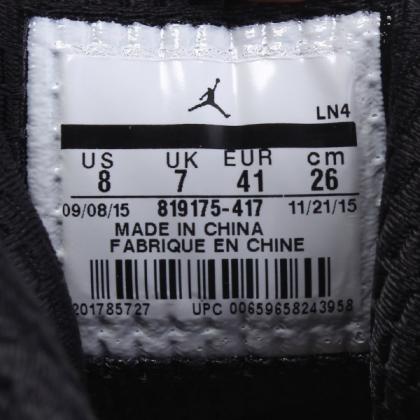 LN4
US UK EUR cm
8 7 41 26
09/08/15 819175-417 11/21/15
MADE IN CHINA
FABRIQUE EN CHINE
201785727 UPC 00659658243958